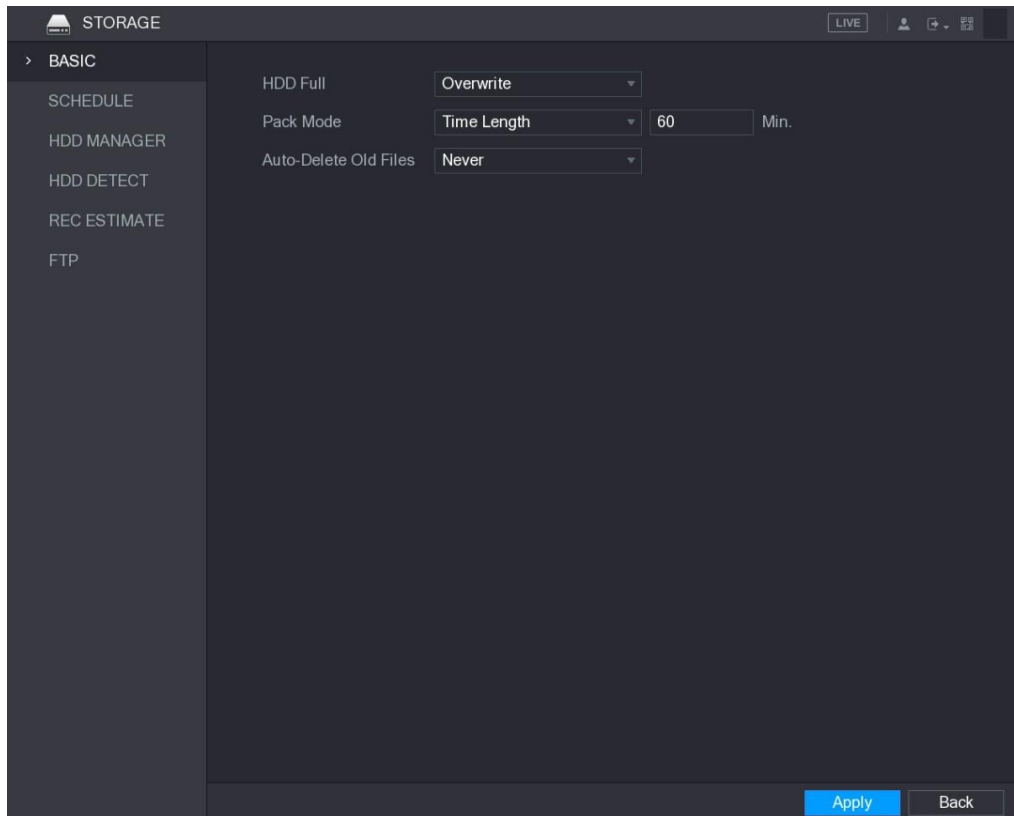 STORAGE
LIVE
BASIC
SCHEDULE
HDD MANAGER
HDD DETECT
REC ESTIMATE
FTP
HDD Full Overwrite
Pack Mode Time Length 60 Min.
Auto-Delete Old Files Never
Apply Back